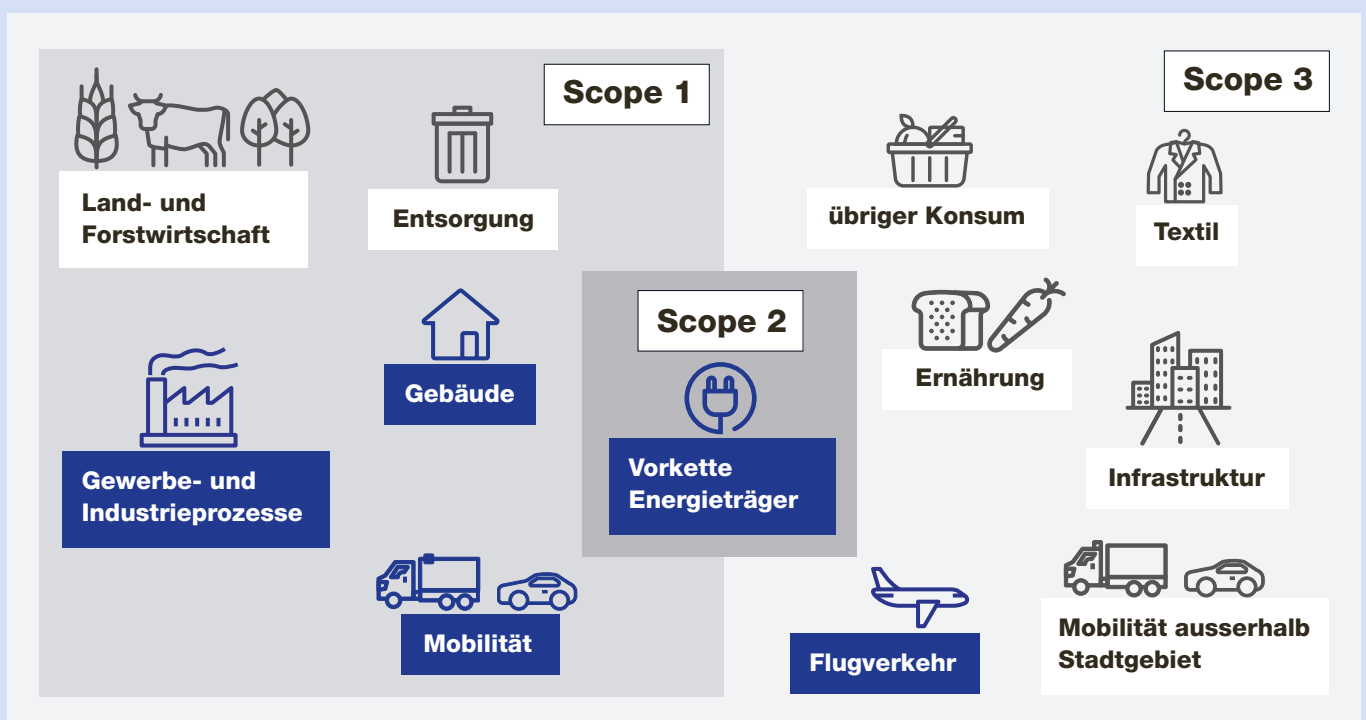 Scope 1
Land- und
Forstwirtschaft
Entsorgung
Gebäude
Gewerbe- und
Industrieprozesse
Mobilität
Scope 2
Vorkette
Energieträger
Scope 3
übriger Konsum
Textil
Ernährung
Infrastruktur
Flugverkehr
Mobilität ausserhalb
Stadtgebiet